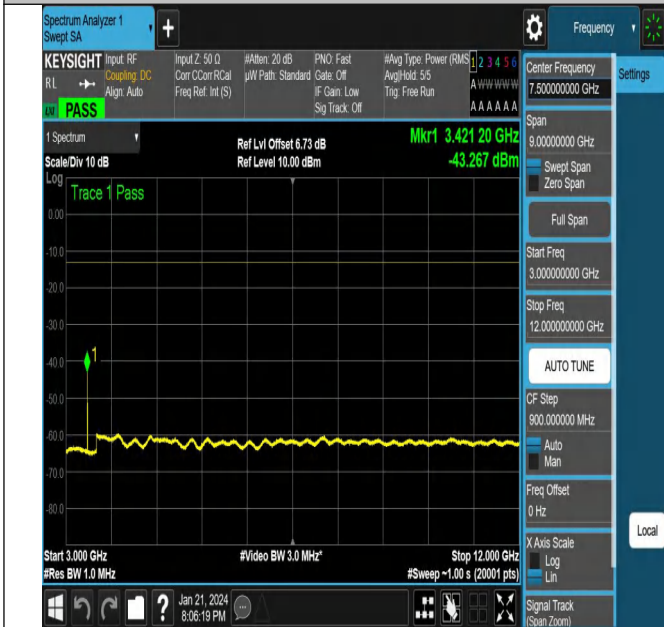 Spectrum Analyzer 1
Swept SA
+
Frequency
KEYSIGHT
Input: RF
RL
Coupling: DC
Align: Auto
LXI
PASS
Input Z: 50 Ω
Corr CCorr RCal
Freq Ref: Int (S)
#Atten: 20 dB
µW Path: Standard
PNO: Fast
Gate: Off
IF Gain: Low
Sig Track: Off
#Avg Type: Power (RMS
Avg|Hold: 5/5
Trig: Free Run
1 2 3 4 5 6
A W W W W W
A A A A A A
Center Frequency
7.500000000 GHz
Settings
Span
9.00000000 GHz
Swept Span
Zero Span
Full Span
Start Freq
3.000000000 GHz
Stop Freq
12.000000000 GHz
AUTO TUNE
CF Step
900.000000 MHz
Auto
Man
Freq Offset
0 Hz
X Axis Scale
Log
Lin
Signal Track
(Span Zoom)
Local
1 Spectrum
Scale/Div 10 dB
Log
Ref Lvl Offset 6.73 dB
Ref Level 10.00 dBm
Mkr1 3.421 20 GHz
-43.267 dBm
Trace 1 Pass
0.00
-10.0
-20.0
-30.0
-40.0
-50.0
-60.0
-70.0
-80.0
1
Start 3.000 GHz
#Res BW 1.0 MHz
#Video BW 3.0 MHz*
Stop 12.000 GHz
#Sweep ~1.00 s (20001 pts)
?
Jan 21, 2024
8:06:19 PM